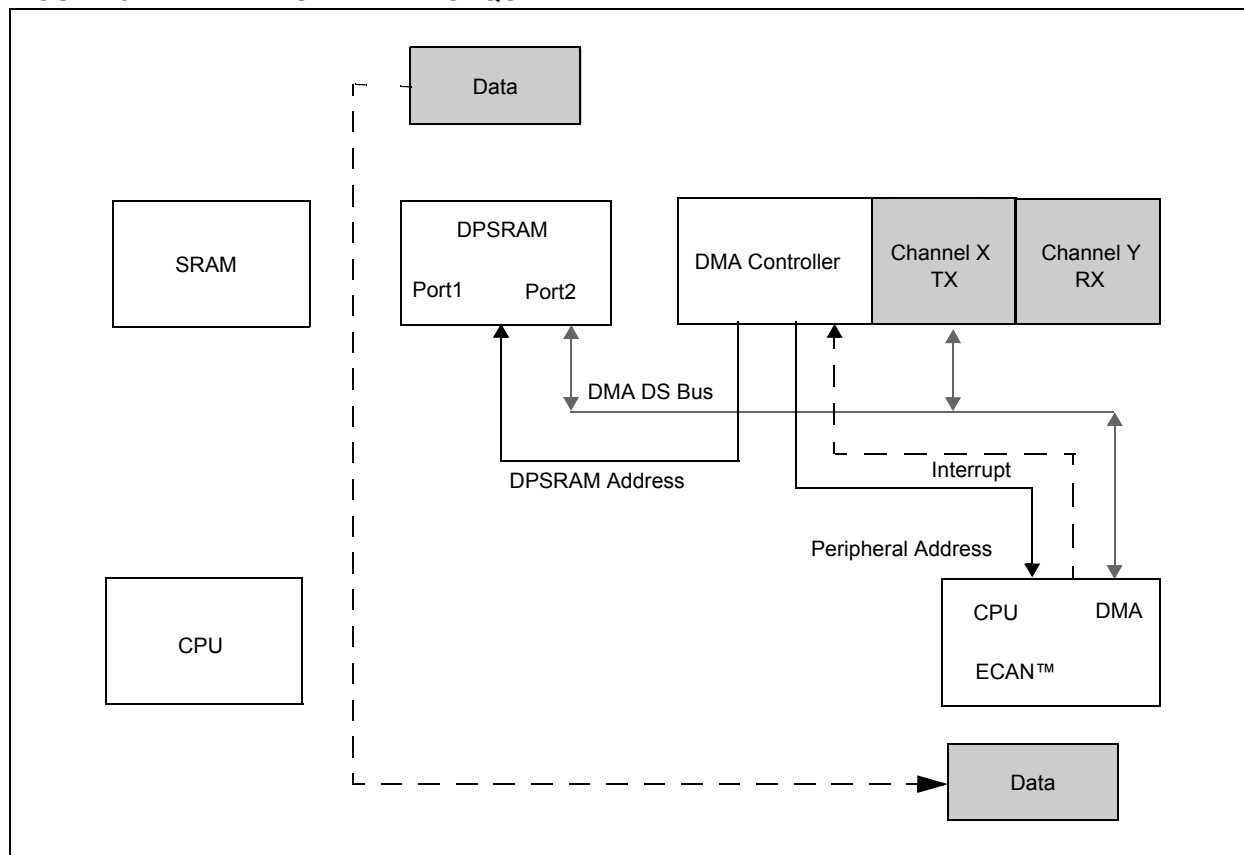 Data
SRAM
DPSRAM
Port1
Port2
DMA Controller
Channel X
TX
Channel Y
RX
DMA DS Bus
DPSRAM Address
Interrupt
Peripheral Address
CPU
CPU
DMA
ECAN™
Data